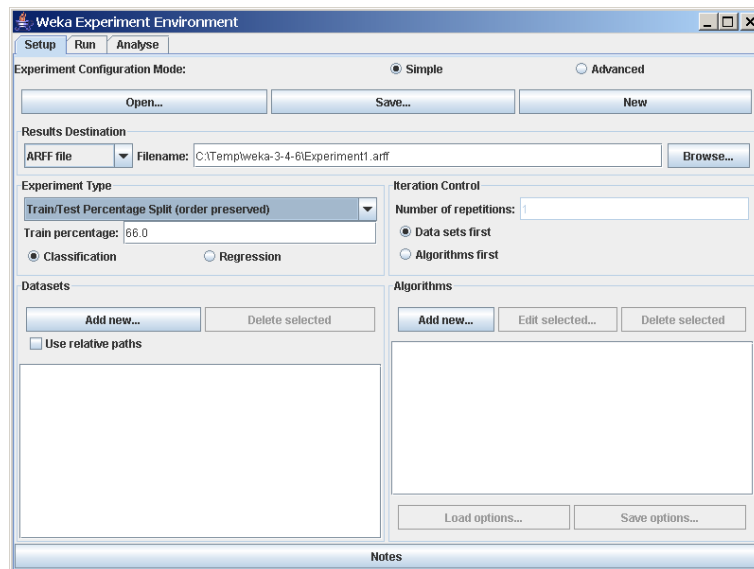 Weka Experiment Environment
Setup Run Analyse
Experiment Configuration Mode: Simple Advanced
Open... Save... New
Results Destination
ARFF file Filename: C:\Temp\weka-3-4-6\Experiment1.arff Browse...
Experiment Type
Train/Test Percentage Split (order preserved)
Train percentage: 66.0
Classification Regression
Iteration Control
Number of repetitions: 1
Data sets first
Algorithms first
Datasets
Add new... Delete selected
Use relative paths
Algorithms
Add new... Edit selected... Delete selected
Load options... Save options...
Notes